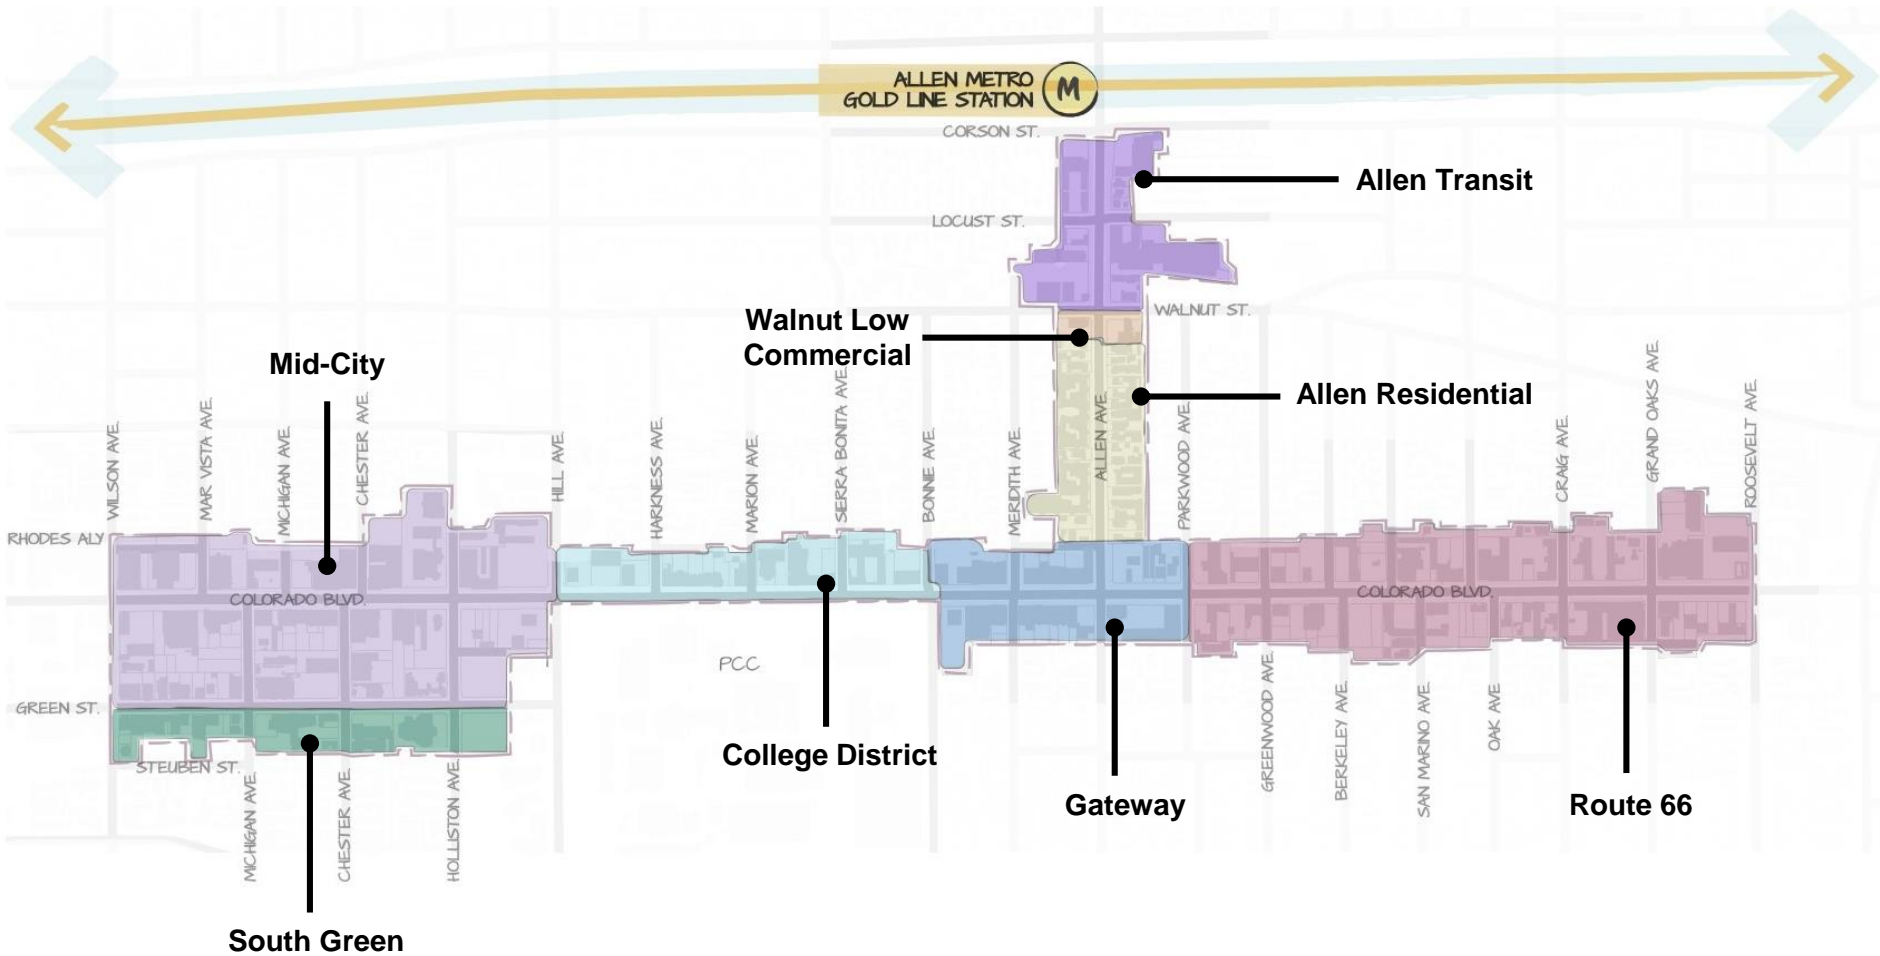 ALLEN METRO
GOLD LINE STATION
M
CORSON ST.
Allen Transit
LOCUST ST.
WALNUT ST.
Walnut Low
Commercial
Mid-City
Allen Residential
WILSON AVE.
MAR VISTA AVE.
MICHIGAN AVE.
CHESTER AVE.
HILL AVE.
HARKNESS AVE.
MARION AVE.
SIERRA BONITA AVE.
BONNIE AVE.
MERIDITH AVE.
ALLEN AVE.
PARKWOOD AVE.
CRAIG AVE.
GRAND OAKS AVE.
ROOSEVELT AVE.
RHODES ALY
COLORADO BLVD.
COLORADO BLVD.
PCC
GREEN ST.
STEUBEN ST.
MICHIGAN AVE.
CHESTER AVE.
HOLLISTON AVE.
GREENWOOD AVE.
BERKELEY AVE.
SAN MARINO AVE.
OAK AVE
College District
Gateway
Route 66
South Green